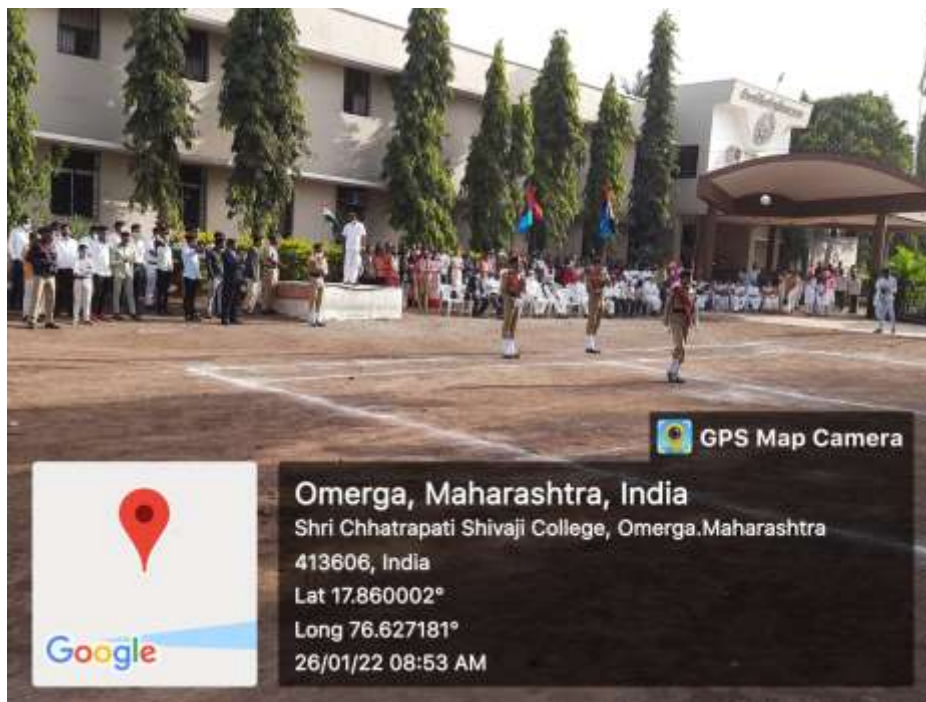 GPS Map Camera
Omerga, Maharashtra, India
Shri Chhatrapati Shivaji College, Omerga.Maharashtra
413606, India
Lat 17.860002°
Long 76.627181°
26/01/22 08:53 AM
Google